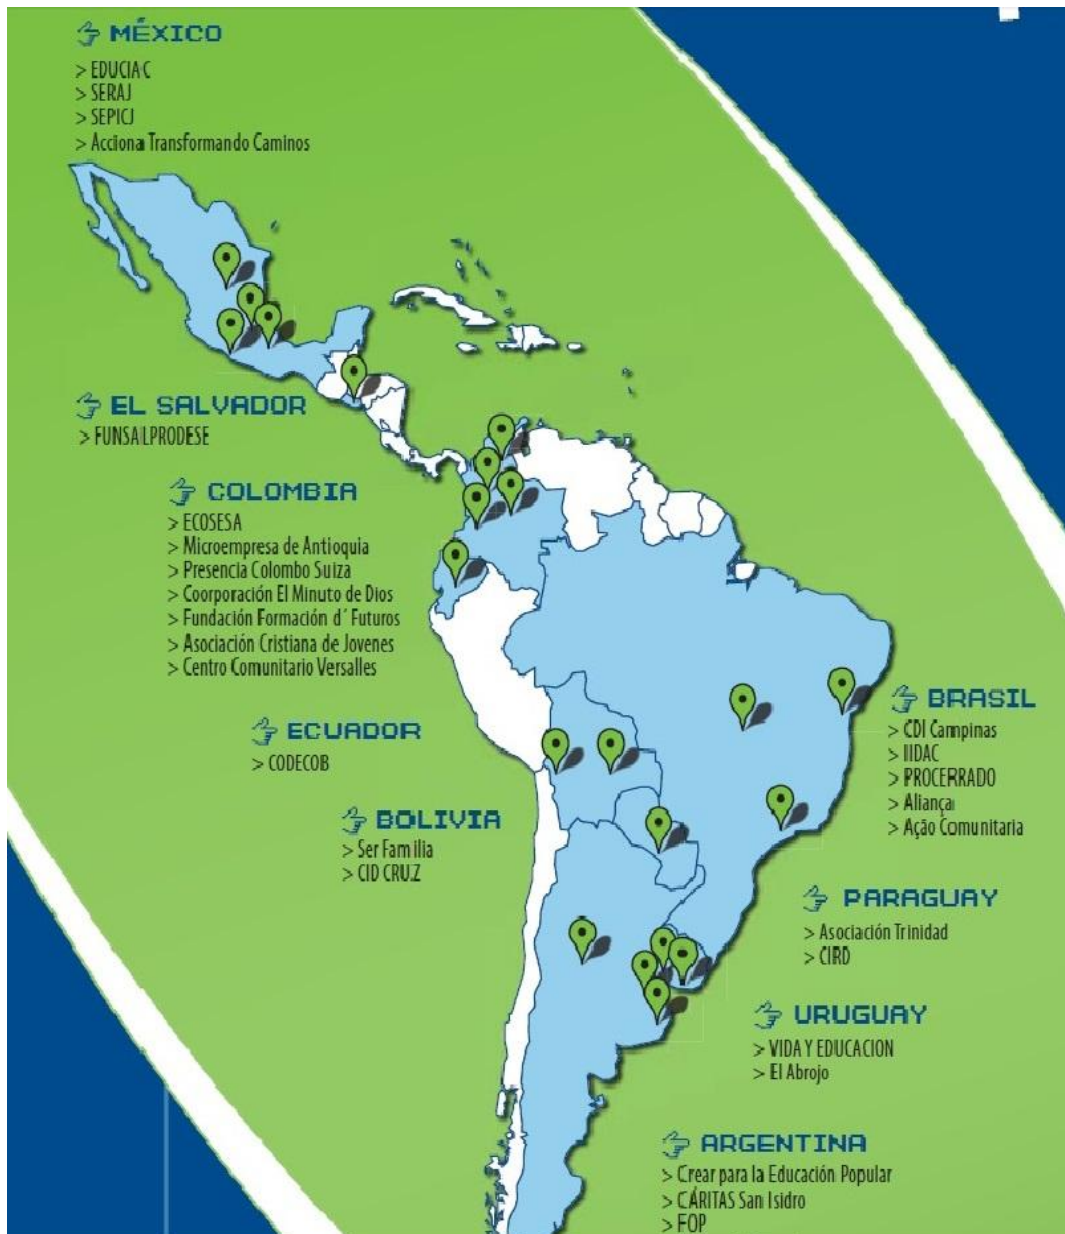 MÉXICO
> EDUCIAC
> SERAJ
> SEPICJ
> Acciona Transformando Caminos
EL SALVADOR
> FUNSALPRODESE
COLOMBIA
> ECOSESA
> Microempresa de Antioquia
> Presencia Colombo Suiza
> Coorporación El Minuto de Dios
> Fundación Formación d´ Futuros
> Asociación Cristiana de Jovenes
> Centro Comunitario Versalles
ECUADOR
> CODECOB
BOLIVIA
> Ser Familia
> CID CRUZ
BRASIL
> CDI Campinas
> IIDAC
> PROCERRADO
> Aliança
> Ação Comunitaria
PARAGUAY
> Asociación Trinidad
> CIRD
URUGUAY
> VIDA Y EDUCACION
> El Abrojo
ARGENTINA
> Crear para la Educación Popular
> CÁRITAS San Isidro
> FOP